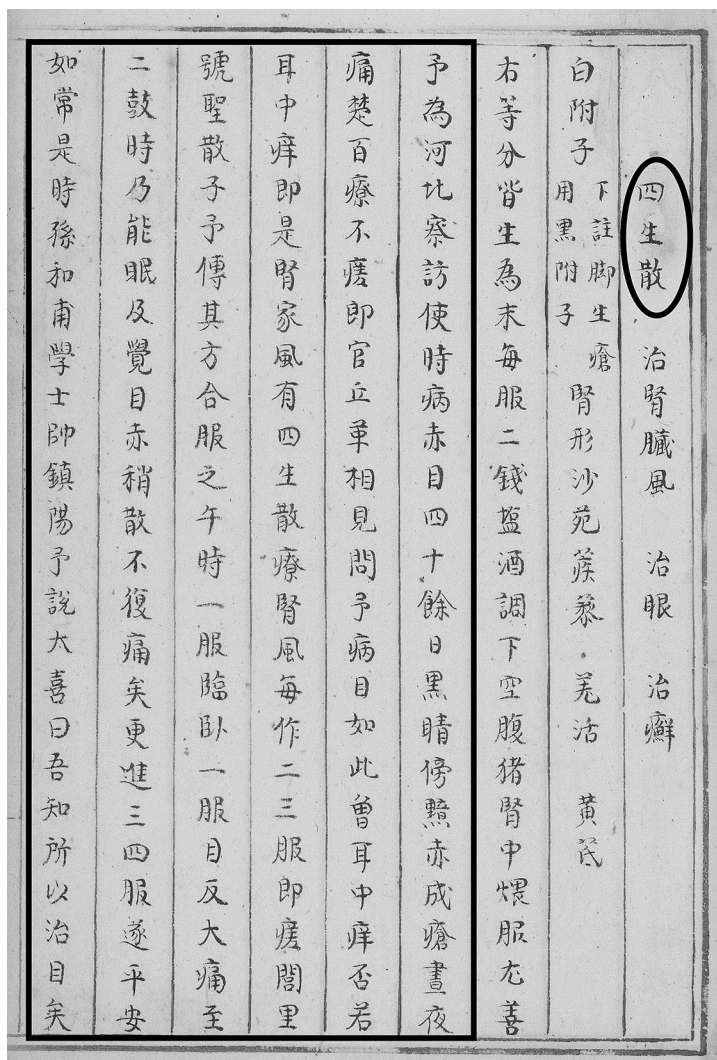 四生散 治腎臟風 治眼 治癬
白附子 下註脚生瘡用黑附子 腎形沙苑蒺藜 羌活 黄芪
右等分皆生為末每服二錢塩酒調下空腹猪腎中煨服尤善
予為河北察訪使時病赤目四十餘日黒睛傍黯赤成瘡晝夜
痛楚百療不瘥即官丘革相見問予病目如此曾耳中痒否若
耳中痒即是腎家風有四生散療腎風每作二三服即瘥閭里
號聖散子予傳其方合服之午時一服臨卧一服目反大痛至
二鼓時乃能眠及覺目赤稍散不復痛矣更進三四服遂平安
如常是時孫和甫學士帥鎮陽予說大喜曰吾知所以治目矣